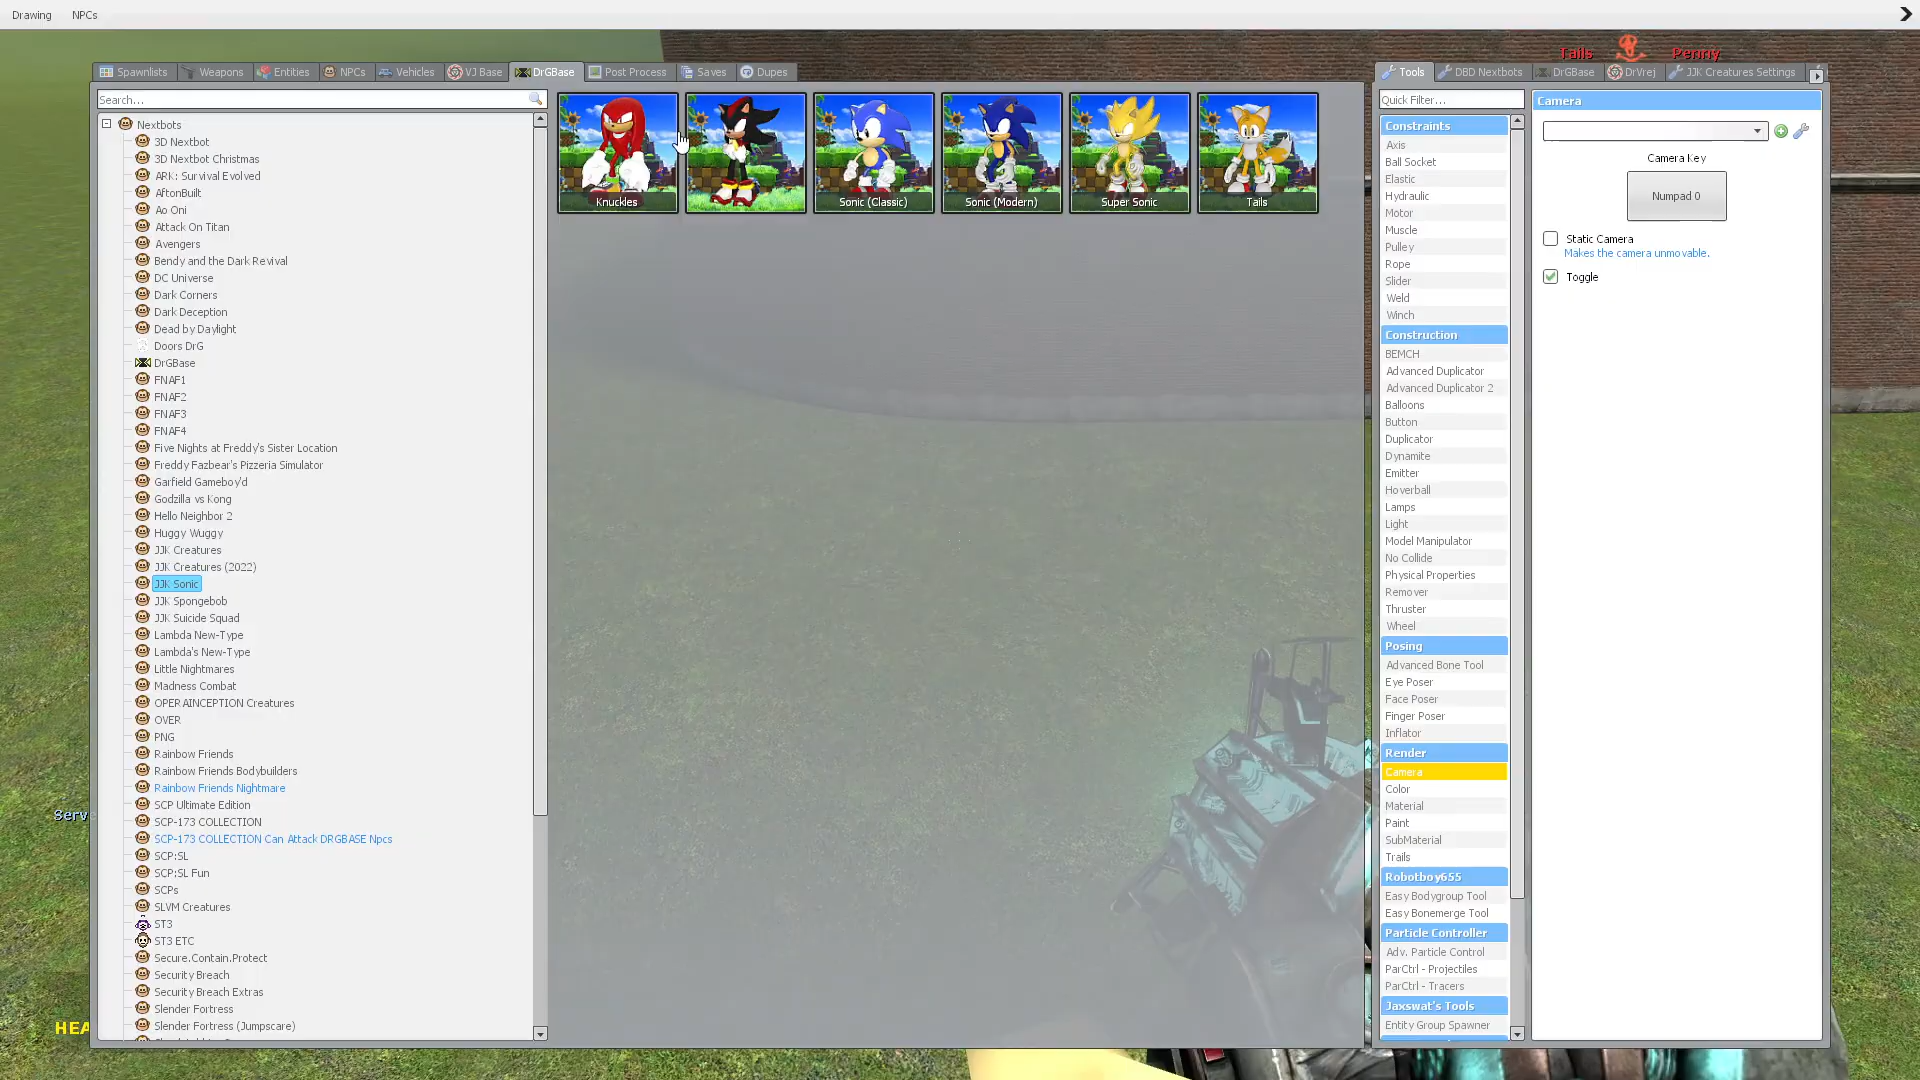 Drawing NPCs
Tails Penny
Spawnlists Weapons Entities NPCs Vehicles VJ Base DrGBase Post Process Saves Dupes
Search...
Nextbots
3D Nextbot
3D Nextbot Christmas
ARK: Survival Evolved
AftonBuilt
Ao Oni
Attack On Titan
Avengers
Bendy and the Dark Revival
DC Universe
Dark Corners
Dark Deception
Dead by Daylight
Doors DrG
DrGBase
FNAF1
FNAF2
FNAF3
FNAF4
Five Nights at Freddy's Sister Location
Freddy Fazbear's Pizzeria Simulator
Garfield Gameboy'd
Godzilla vs Kong
Hello Neighbor 2
Huggy Wuggy
JJK Creatures
JJK Creatures (2022)
JJK Sonic
JJK Spongebob
JJK Suicide Squad
Lambda New-Type
Lambda's New-Type
Little Nightmares
Madness Combat
OPERAINCEPTION Creatures
OVER
PNG
Rainbow Friends
Rainbow Friends Bodybuilders
Rainbow Friends Nightmare
SCP Ultimate Edition
SCP-173 COLLECTION
SCP-173 COLLECTION Can Attack DRGBASE Npcs
SCP:SL
SCP:SL Fun
SCPs
SLVM Creatures
ST3
ST3 ETC
Secure.Contain.Protect
Security Breach
Security Breach Extras
Slender Fortress
Slender Fortress (Jumpscare)
Serv
HEA
Knuckles Sonic (Classic) Sonic (Modern) Super Sonic Tails
Tools DBD Nextbots DrGBase DrVrej JJK Creatures Settings
Quick Filter...
Constraints
Axis
Ball Socket
Elastic
Hydraulic
Motor
Muscle
Pulley
Rope
Slider
Weld
Winch
Construction
BEMCH
Advanced Duplicator
Advanced Duplicator 2
Balloons
Button
Duplicator
Dynamite
Emitter
Hoverball
Lamps
Light
Model Manipulator
No Collide
Physical Properties
Remover
Thruster
Wheel
Posing
Advanced Bone Tool
Eye Poser
Face Poser
Finger Poser
Inflator
Render
Camera
Color
Material
Paint
SubMaterial
Trails
Robotboy655
Easy Bodygroup Tool
Easy Bonemerge Tool
Particle Controller
Adv. Particle Control
ParCtrl - Projectiles
ParCtrl - Tracers
Jaxswat's Tools
Entity Group Spawner
Camera
Camera Key
Numpad 0
Static Camera
Makes the camera unmovable.
Toggle